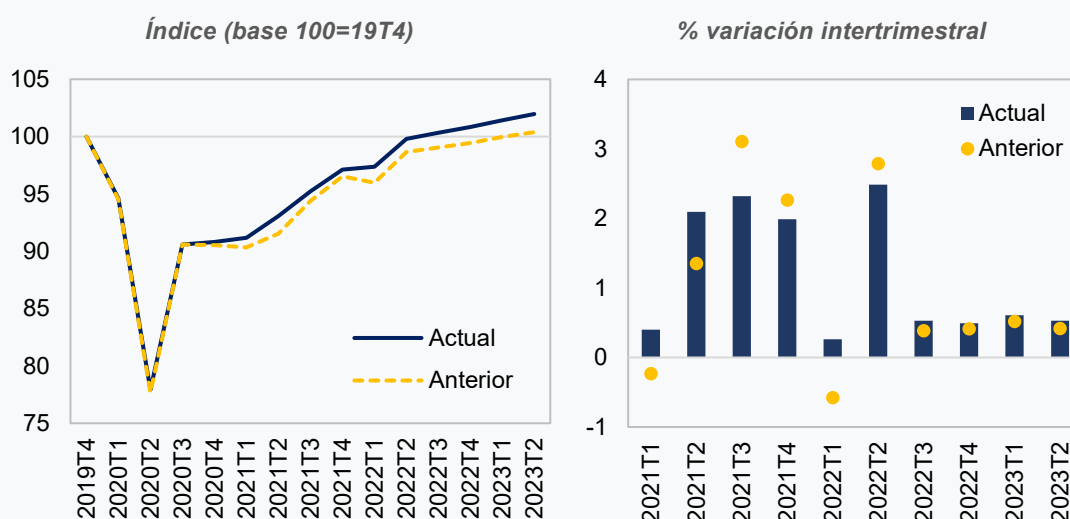 Índice (base 100=19T4)
105
100
95
90
85
80
75
Actual
Anterior
2019T4
2020T1
2020T2
2020T3
2020T4
2021T1
2021T2
2021T3
2021T4
2022T1
2022T2
2022T3
2022T4
2023T1
2023T2
% variación intertrimestral
4
3
2
1
0
-1
Actual
Anterior
2021T1
2021T2
2021T3
2021T4
2022T1
2022T2
2022T3
2022T4
2023T1
2023T2